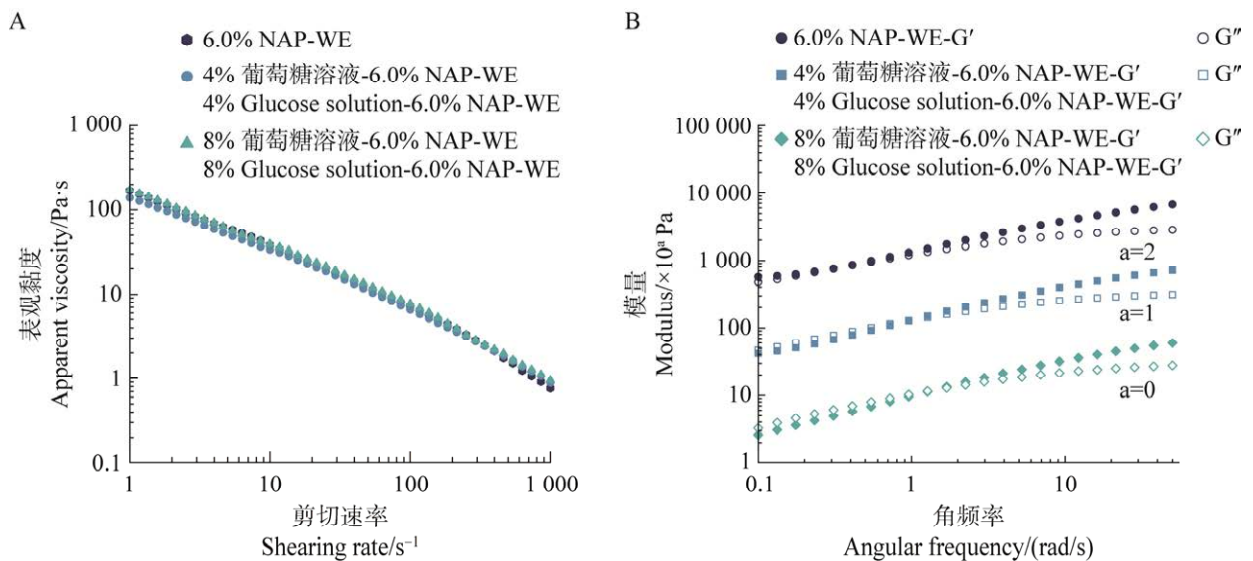 A
6.0% NAP-WE
4% 葡萄糖溶液-6.0% NAP-WE
4% Glucose solution-6.0% NAP-WE
8% 葡萄糖溶液-6.0% NAP-WE
8% Glucose solution-6.0% NAP-WE
1 000
100
10
1
0.1
1
10
100
1 000
表观黏度
Apparent viscosity/Pa·s
剪切速率
Shearing rate/s⁻¹
B
6.0% NAP-WE-G′
G″
4% 葡萄糖溶液-6.0% NAP-WE-G′
G″
4% Glucose solution-6.0% NAP-WE-G′
8% 葡萄糖溶液-6.0% NAP-WE-G′
G″
8% Glucose solution-6.0% NAP-WE-G′
100 000
10 000
1 000
100
10
1
a=2
a=1
a=0
0.1
1
10
模量
Modulus/×10ᵃ Pa
角频率
Angular frequency/(rad/s)